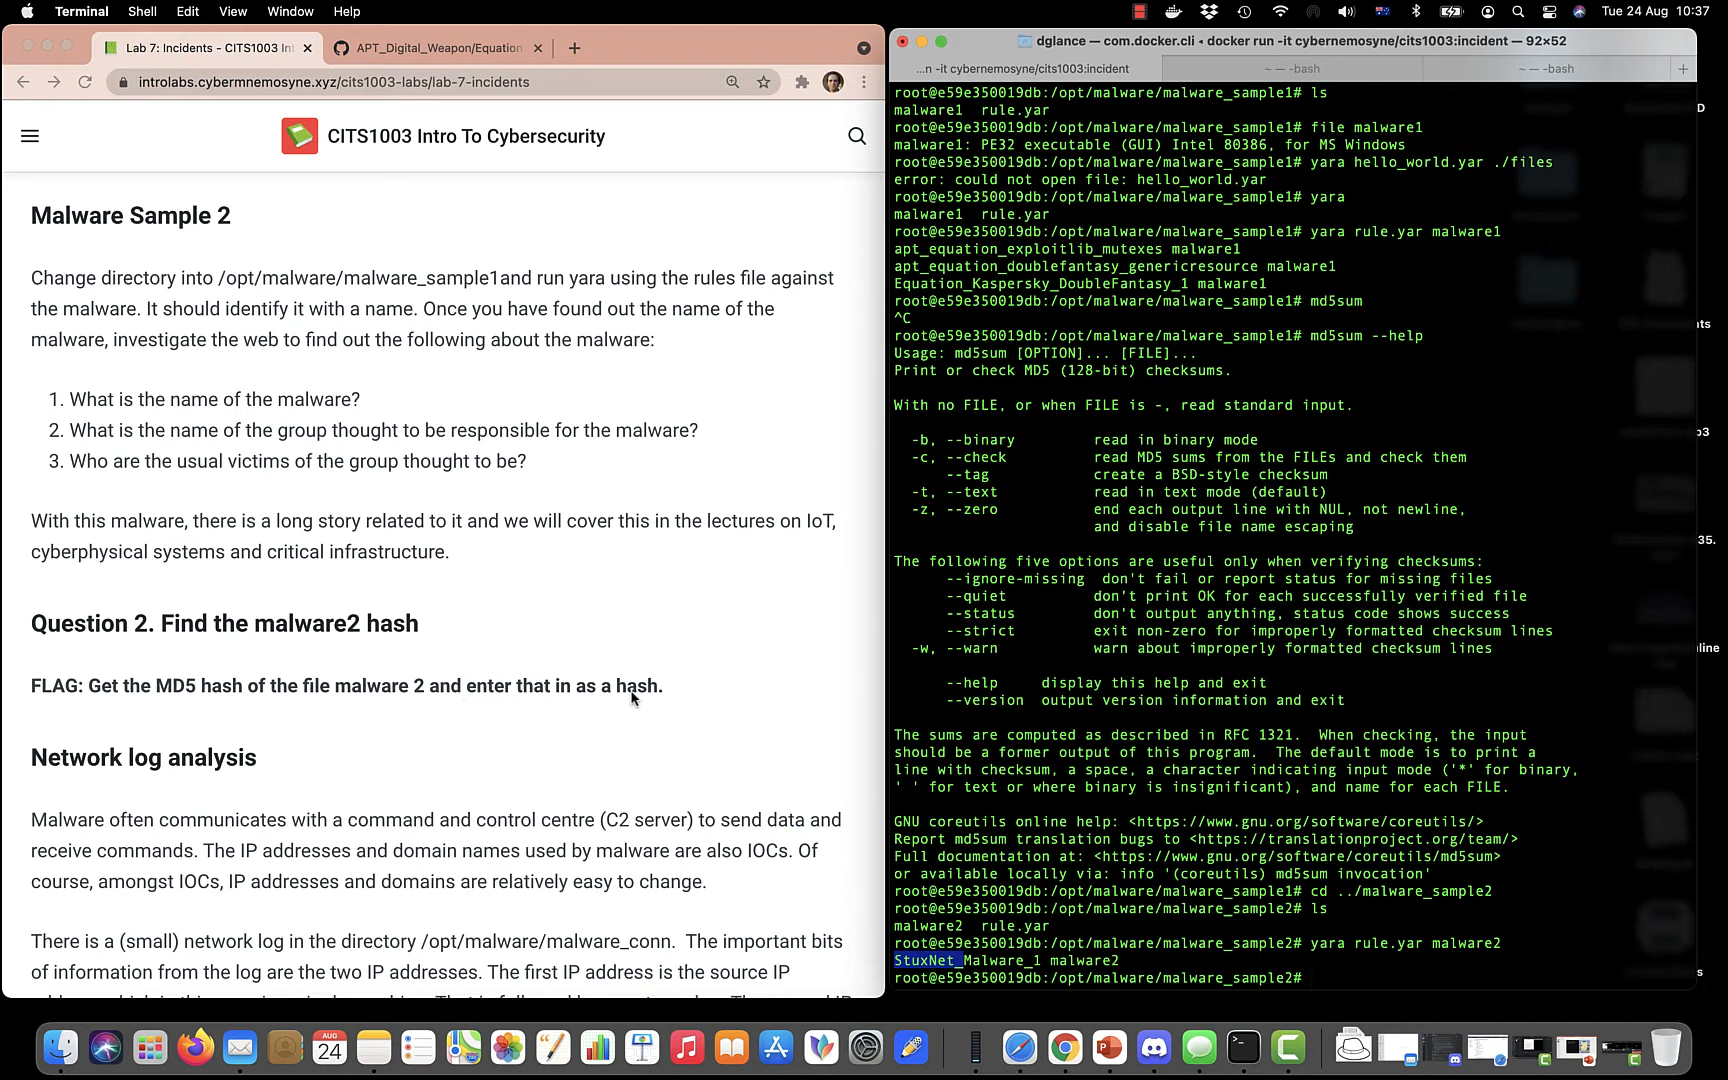 Terminal Shell Edit View Window Help
Tue 24 Aug 10:37
Lab 7: Incidents - CITS1003 Int
APT_Digital_Weapon/Equation
introlabs.cybermnemosyne.xyz/cits1003-labs/lab-7-incidents
CITS1003 Intro To Cybersecurity
Malware Sample 2
Change directory into /opt/malware/malware_sample1and run yara using the rules file against
the malware. It should identify it with a name. Once you have found out the name of the
malware, investigate the web to find out the following about the malware:
1. What is the name of the malware?
2. What is the name of the group thought to be responsible for the malware?
3. Who are the usual victims of the group thought to be?
With this malware, there is a long story related to it and we will cover this in the lectures on IoT,
cyberphysical systems and critical infrastructure.
Question 2. Find the malware2 hash
FLAG: Get the MD5 hash of the file malware 2 and enter that in as a hash.
Network log analysis
Malware often communicates with a command and control centre (C2 server) to send data and
receive commands. The IP addresses and domain names used by malware are also IOCs. Of
course, amongst IOCs, IP addresses and domains are relatively easy to change.
There is a (small) network log in the directory /opt/malware/malware_conn. The important bits
of information from the log are the two IP addresses. The first IP address is the source IP
dglance — com.docker.cli ◂ docker run -it cybernemosyne/cits1003:incident — 92×52
...n -it cybernemosyne/cits1003:incident
~ — -bash
~ — -bash
root@e59e350019db:/opt/malware/malware_sample1# ls
malware1  rule.yar
root@e59e350019db:/opt/malware/malware_sample1# file malware1
malware1: PE32 executable (GUI) Intel 80386, for MS Windows
root@e59e350019db:/opt/malware/malware_sample1# yara hello_world.yar ./files
error: could not open file: hello_world.yar
root@e59e350019db:/opt/malware/malware_sample1# yara
malware1  rule.yar
root@e59e350019db:/opt/malware/malware_sample1# yara rule.yar malware1
apt_equation_exploitlib_mutexes malware1
apt_equation_doublefantasy_genericresource malware1
Equation_Kaspersky_DoubleFantasy_1 malware1
root@e59e350019db:/opt/malware/malware_sample1# md5sum
^C
root@e59e350019db:/opt/malware/malware_sample1# md5sum --help
Usage: md5sum [OPTION]... [FILE]...
Print or check MD5 (128-bit) checksums.
With no FILE, or when FILE is -, read standard input.
-b, --binary read in binary mode
-c, --check read MD5 sums from the FILEs and check them
--tag create a BSD-style checksum
-t, --text read in text mode (default)
-z, --zero end each output line with NUL, not newline,
and disable file name escaping
The following five options are useful only when verifying checksums:
--ignore-missing don't fail or report status for missing files
--quiet don't print OK for each successfully verified file
--status don't output anything, status code shows success
--strict exit non-zero for improperly formatted checksum lines
-w, --warn warn about improperly formatted checksum lines
--help display this help and exit
--version output version information and exit
The sums are computed as described in RFC 1321. When checking, the input
should be a former output of this program. The default mode is to print a
line with checksum, a space, a character indicating input mode ('*' for binary,
' ' for text or where binary is insignificant), and name for each FILE.
GNU coreutils online help: <https://www.gnu.org/software/coreutils/>
Report md5sum translation bugs to <https://translationproject.org/team/>
Full documentation at: <https://www.gnu.org/software/coreutils/md5sum>
or available locally via: info '(coreutils) md5sum invocation'
root@e59e350019db:/opt/malware/malware_sample1# cd ../malware_sample2
root@e59e350019db:/opt/malware/malware_sample2# ls
malware2  rule.yar
root@e59e350019db:/opt/malware/malware_sample2# yara rule.yar malware2
StuxNet_Malware_1 malware2
root@e59e350019db:/opt/malware/malware_sample2#
AUG
24